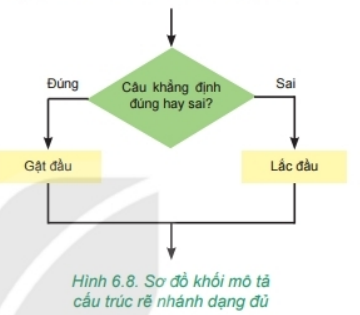 Câu khẳng định
đúng hay sai?
Đúng
Sai
Gật đầu
Lắc đầu
Hình 6.8. Sơ đồ khối mô tả
cấu trúc rẽ nhánh dạng đủ